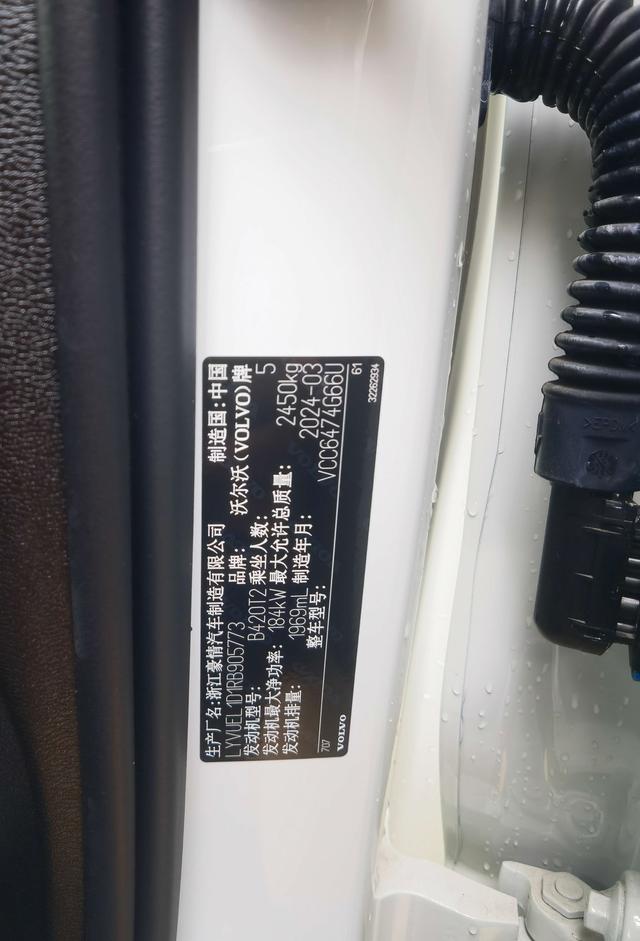 生产厂名:浙江豪情汽车制造有限公司 制造国:中国
LYVUEL1D1RB905773 品牌: 沃尔沃(VOLVO)牌
发动机型号: B420T2 乘坐人数: 5
发动机最大净功率: 184kW 最大允许总质量: 2450kg
发动机排量: 1969mL 制造年月: 2024-03
整车型号: VCC6474G66U
707 61
VOLVO 32262934